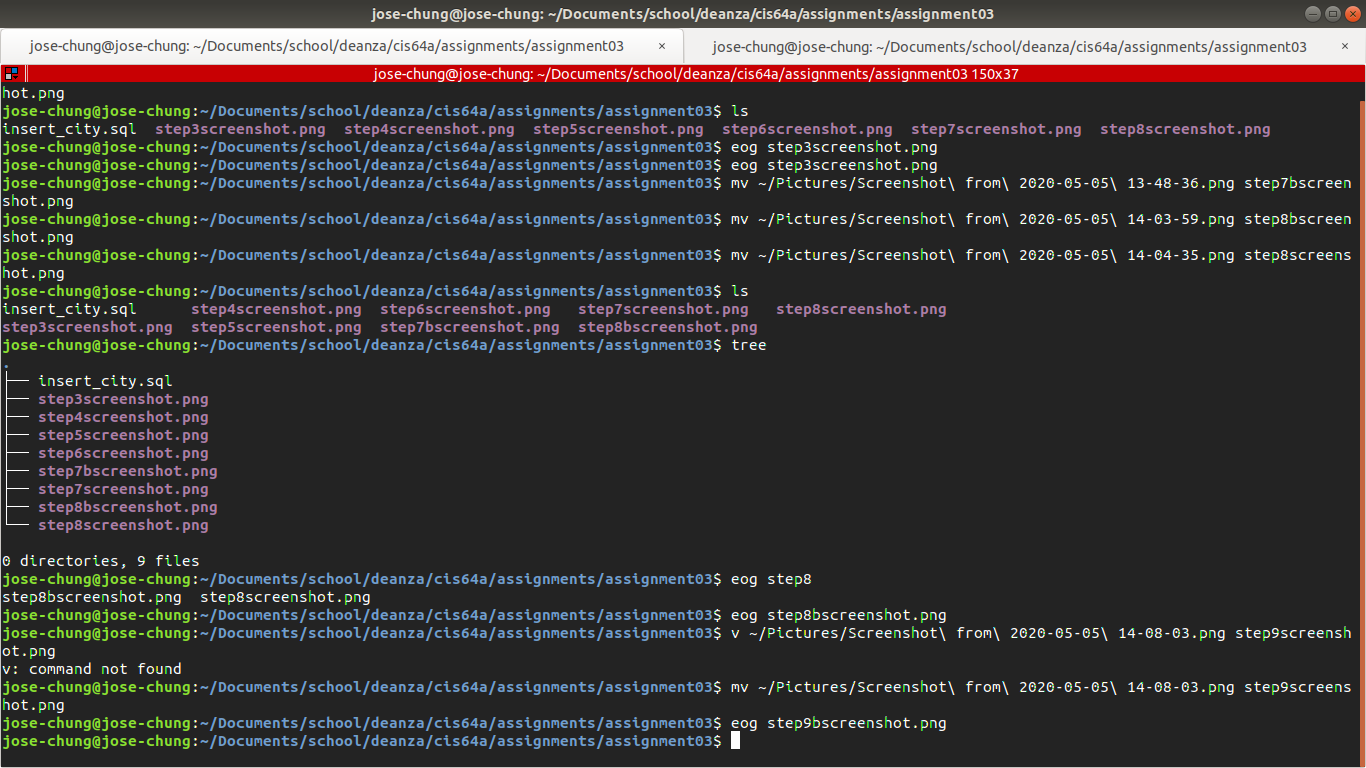 jose-chung@jose-chung: ~/Documents/school/deanza/cis64a/assignments/assignment03
jose-chung@jose-chung: ~/Documents/school/deanza/cis64a/assignments/assignment03 × jose-chung@jose-chung: ~/Documents/school/deanza/cis64a/assignments/assignment03 ×
jose-chung@jose-chung: ~/Documents/school/deanza/cis64a/assignments/assignment03 150x37
hot.png
jose-chung@jose-chung:~/Documents/school/deanza/cis64a/assignments/assignment03$ ls
insert_city.sql  step3screenshot.png  step4screenshot.png  step5screenshot.png  step6screenshot.png  step7screenshot.png  step8screenshot.png
jose-chung@jose-chung:~/Documents/school/deanza/cis64a/assignments/assignment03$ eog step3screenshot.png
jose-chung@jose-chung:~/Documents/school/deanza/cis64a/assignments/assignment03$ eog step3screenshot.png
jose-chung@jose-chung:~/Documents/school/deanza/cis64a/assignments/assignment03$ mv ~/Pictures/Screenshot\ from\ 2020-05-05\ 13-48-36.png step7bscreen
shot.png
jose-chung@jose-chung:~/Documents/school/deanza/cis64a/assignments/assignment03$ mv ~/Pictures/Screenshot\ from\ 2020-05-05\ 14-03-59.png step8bscreen
shot.png
jose-chung@jose-chung:~/Documents/school/deanza/cis64a/assignments/assignment03$ mv ~/Pictures/Screenshot\ from\ 2020-05-05\ 14-04-35.png step8screens
hot.png
jose-chung@jose-chung:~/Documents/school/deanza/cis64a/assignments/assignment03$ ls
insert_city.sql      step4screenshot.png  step6screenshot.png   step7screenshot.png   step8screenshot.png
step3screenshot.png  step5screenshot.png  step7bscreenshot.png  step8bscreenshot.png
jose-chung@jose-chung:~/Documents/school/deanza/cis64a/assignments/assignment03$ tree
.
├── insert_city.sql
├── step3screenshot.png
├── step4screenshot.png
├── step5screenshot.png
├── step6screenshot.png
├── step7bscreenshot.png
├── step7screenshot.png
├── step8bscreenshot.png
└── step8screenshot.png
0 directories, 9 files
jose-chung@jose-chung:~/Documents/school/deanza/cis64a/assignments/assignment03$ eog step8
step8bscreenshot.png  step8screenshot.png
jose-chung@jose-chung:~/Documents/school/deanza/cis64a/assignments/assignment03$ eog step8bscreenshot.png
jose-chung@jose-chung:~/Documents/school/deanza/cis64a/assignments/assignment03$ v ~/Pictures/Screenshot\ from\ 2020-05-05\ 14-08-03.png step9screensh
ot.png
v: command not found
jose-chung@jose-chung:~/Documents/school/deanza/cis64a/assignments/assignment03$ mv ~/Pictures/Screenshot\ from\ 2020-05-05\ 14-08-03.png step9screens
hot.png
jose-chung@jose-chung:~/Documents/school/deanza/cis64a/assignments/assignment03$ eog step9bscreenshot.png
jose-chung@jose-chung:~/Documents/school/deanza/cis64a/assignments/assignment03$